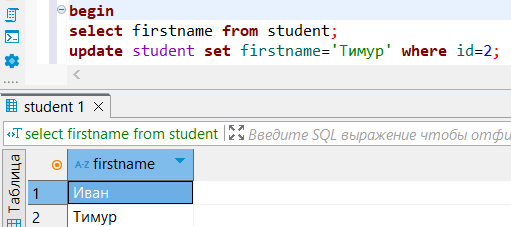 begin
select firstname from student;
update student set firstname='Тимур' where id=2;
student 1
select firstname from student
Введите SQL выражение чтобы отфи
Таблица
A-Z firstname
1 Иван
2 Тимур